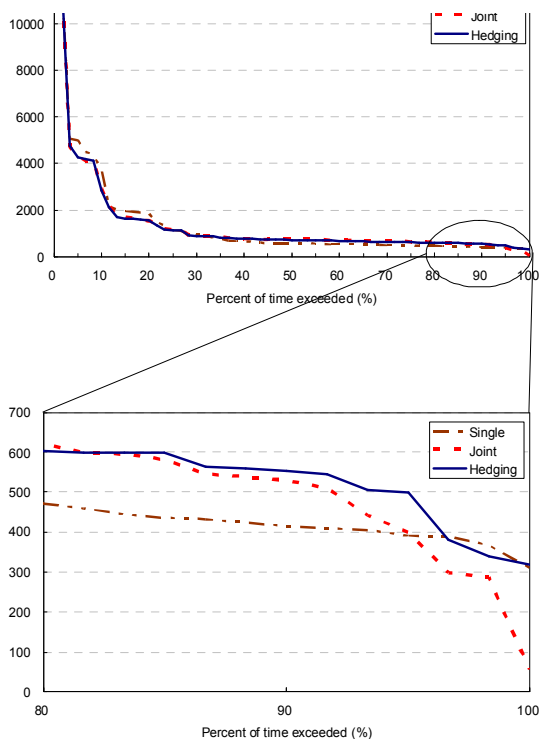 Joint
Hedging
10000
8000
6000
4000
2000
0
0 10 20 30 40 50 60 70 80 90 100
Percent of time exceeded (%)
700
600
500
400
300
200
100
0
Single
Joint
Hedging
80 90 100
Percent of time exceeded (%)